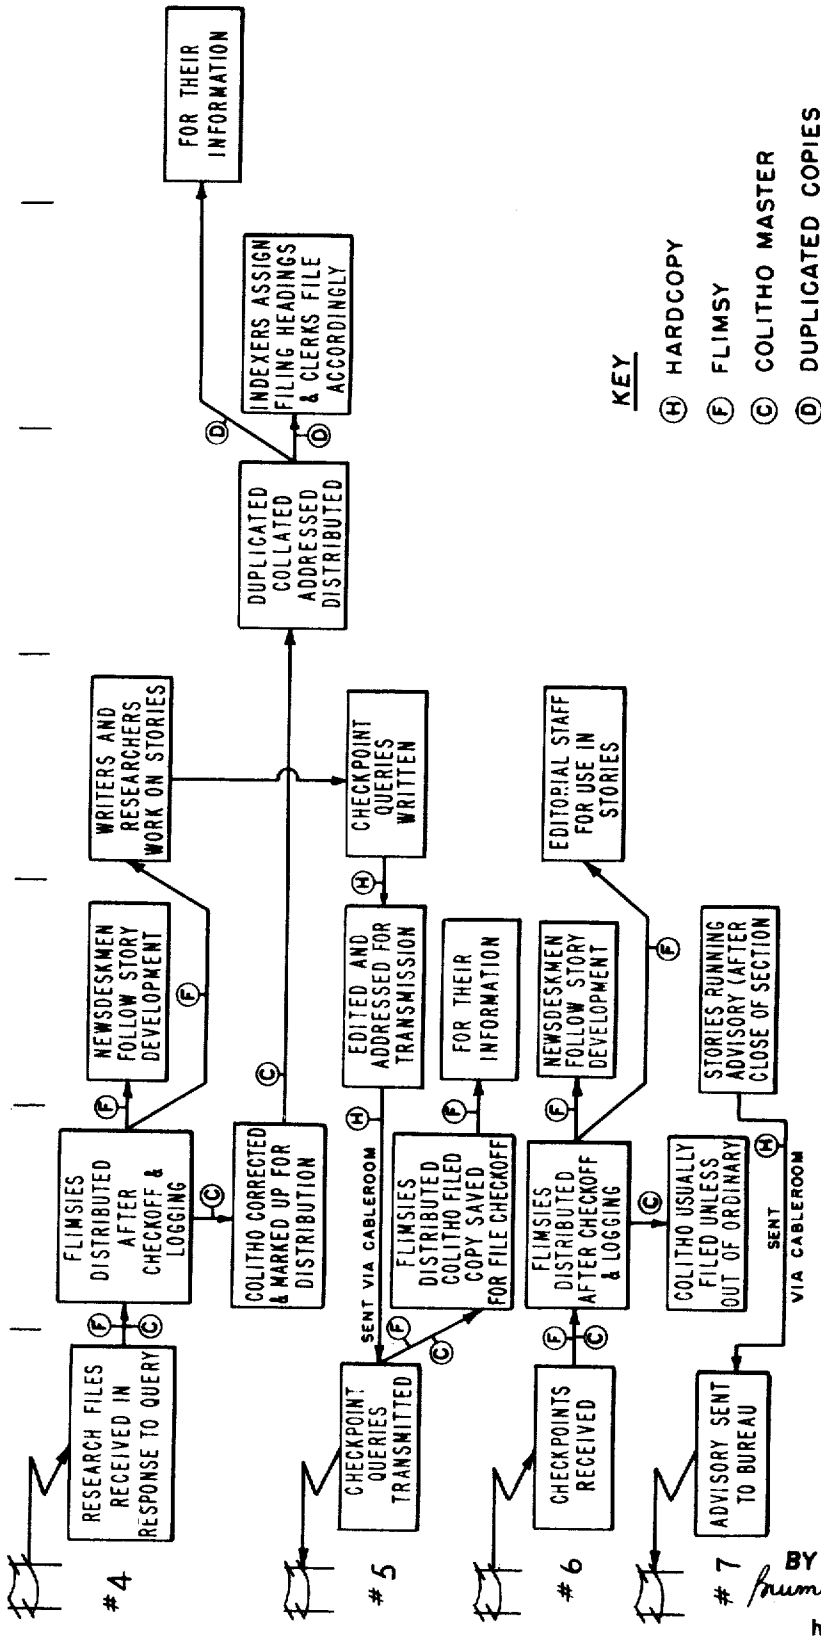 #4
RESEARCH FILES
RECEIVED IN
RESPONSE TO QUERY
F
C
FLIMSIES
DISTRIBUTED
AFTER
CHECKOFF &
LOGGING
F
NEWSDESKMEN
FOLLOW STORY
DEVELOPMENT
F
WRITERS AND
RESEARCHERS
WORK ON STORIES
C
COLITHO CORRECTED
& MARKED UP FOR
DISTRIBUTION
C
DUPLICATED
COLLATED
ADDRESSED
DISTRIBUTED
D
FOR THEIR
INFORMATION
D
INDEXERS ASSIGN
FILING HEADINGS
& CLERKS FILE
ACCORDINGLY
#5
CHECKPOINT
QUERIES
TRANSMITTED
SENT VIA CABLEROOM
H
EDITED AND
ADDRESSED FOR
TRANSMISSION
H
CHECKPOINT
QUERIES
WRITTEN
F
C
FLIMSIES
DISTRIBUTED
COLITHO FILED
COPY SAVED
FOR FILE CHECKOFF
F
FOR THEIR
INFORMATION
#6
CHECKPOINTS
RECEIVED
F
C
FLIMSIES
DISTRIBUTED
AFTER CHECKOFF
& LOGGING
F
NEWSDESKMEN
FOLLOW STORY
DEVELOPMENT
F
EDITORIAL STAFF
FOR USE IN
STORIES
C
COLITHO USUALLY
FILED UNLESS
OUT OF ORDINARY
#7
ADVISORY SENT
TO BUREAU
SENT
VIA CABLEROOM
H
STORIES RUNNING
ADVISORY (AFTER
CLOSE OF SECTION
KEY
H HARDCOPY
F FLIMSY
C COLITHO MASTER
D DUPLICATED COPIES
BY